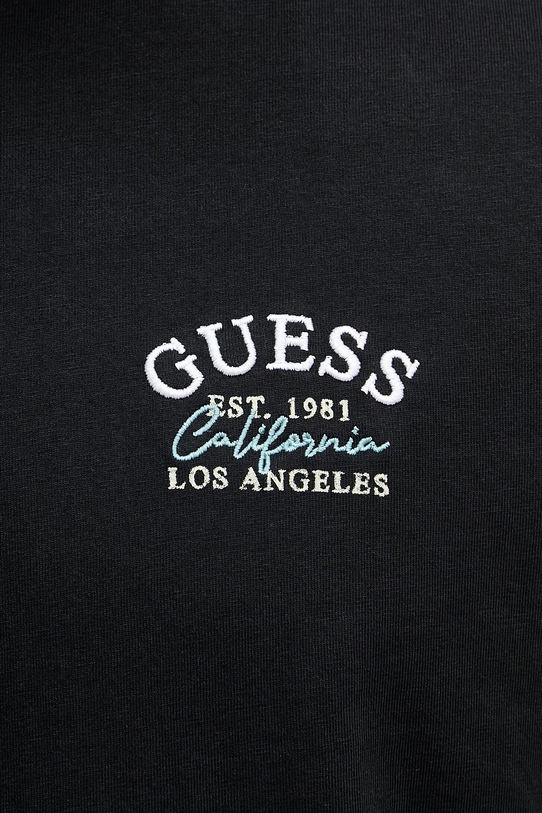 GUESS
EST. 1981
California
LOS ANGELES